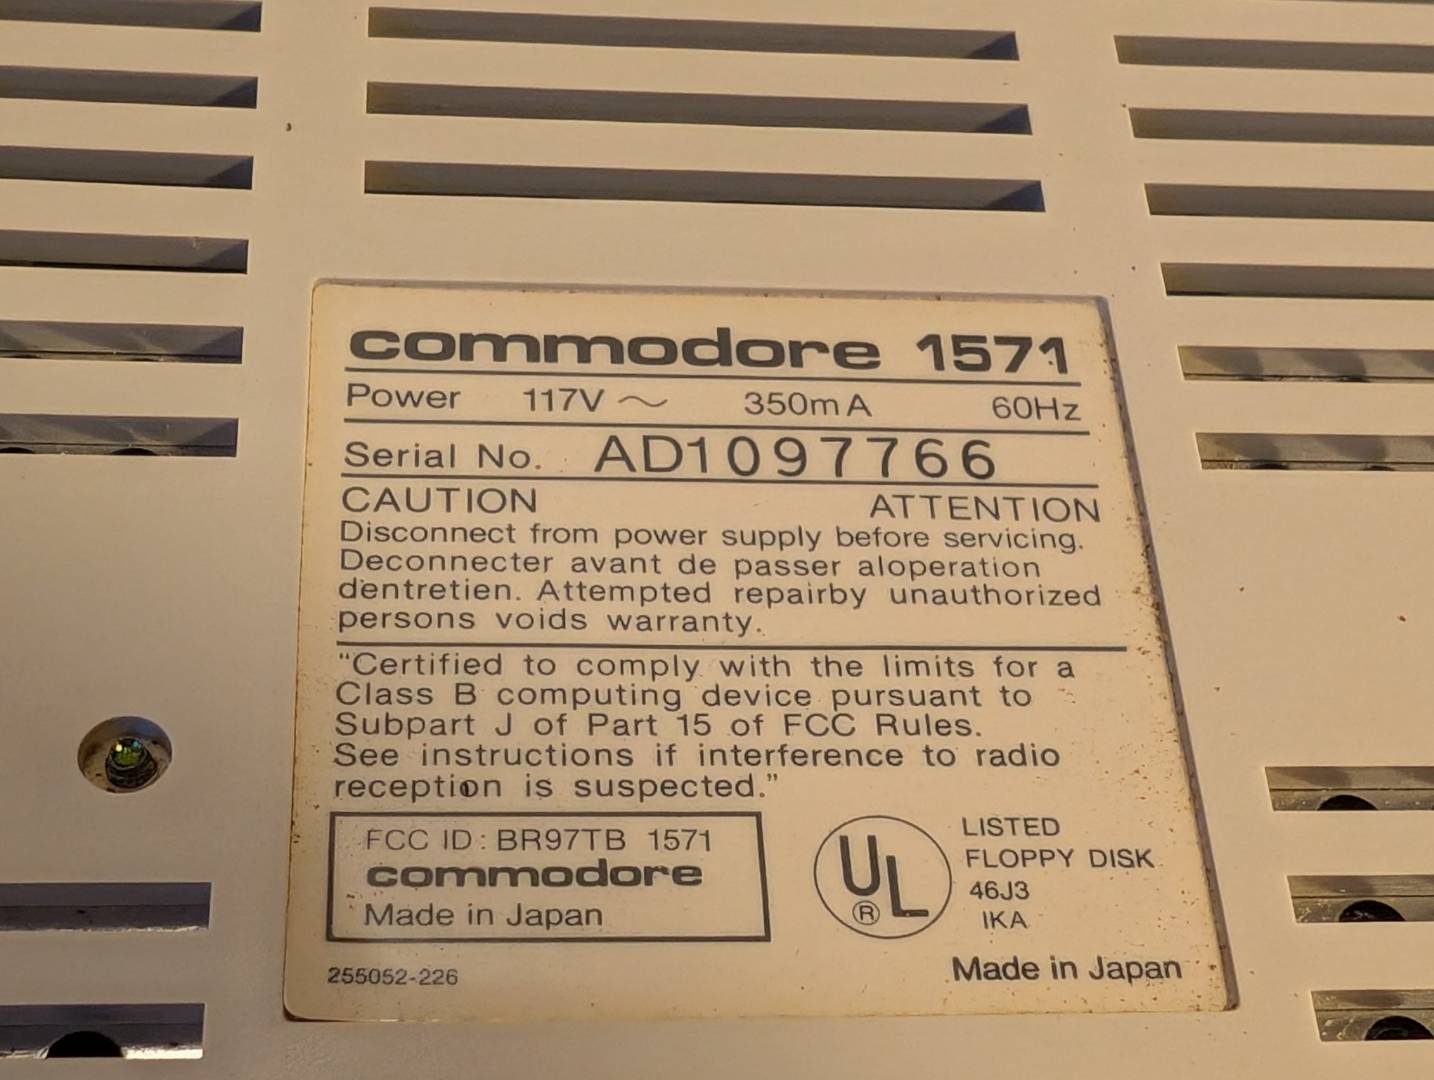 commodore 1571
Power 117V ~ 350mA 60Hz
Serial No. AD1097766
CAUTION ATTENTION
Disconnect from power supply before servicing.
Deconnecter avant de passer aloperation
dentretien. Attempted repairby unauthorized
persons voids warranty.
"Certified to comply with the limits for a
Class B computing device pursuant to
Subpart J of Part 15 of FCC Rules.
See instructions if interference to radio
reception is suspected."
FCC ID: BR97TB 1571
commodore
Made in Japan
255052-226
UL ®
LISTED
FLOPPY DISK
46J3
IKA
Made in Japan